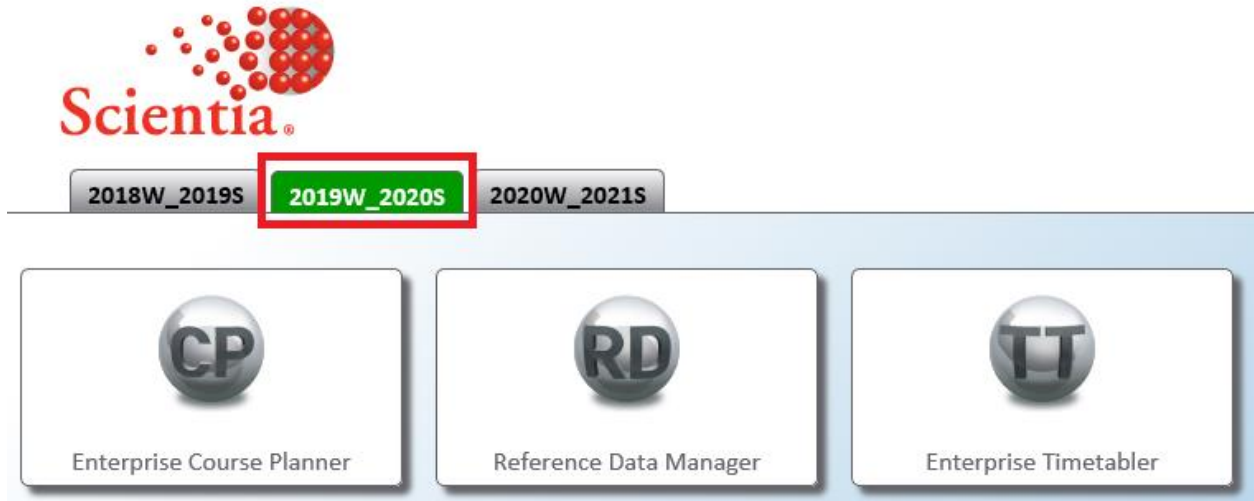 Scientia®
2018W_2019S 2019W_2020S 2020W_2021S
CP RD TT
Enterprise Course Planner Reference Data Manager Enterprise Timetabler